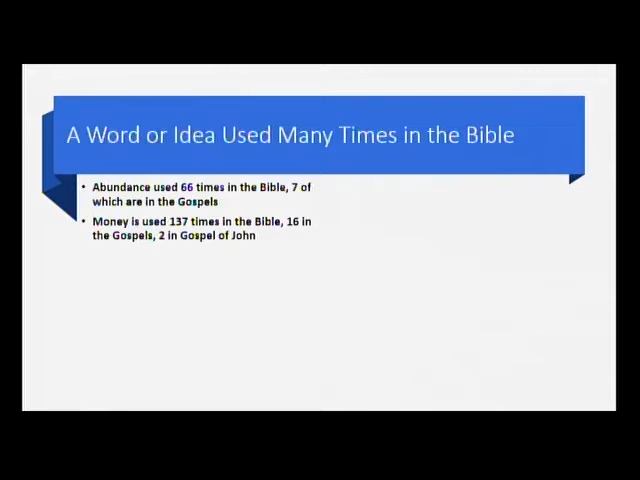 A Word or Idea Used Many Times in the Bible
• Abundance used 66 times in the Bible, 7 of
which are in the Gospels
• Money is used 137 times in the Bible, 16 in
the Gospels, 2 in Gospel of John